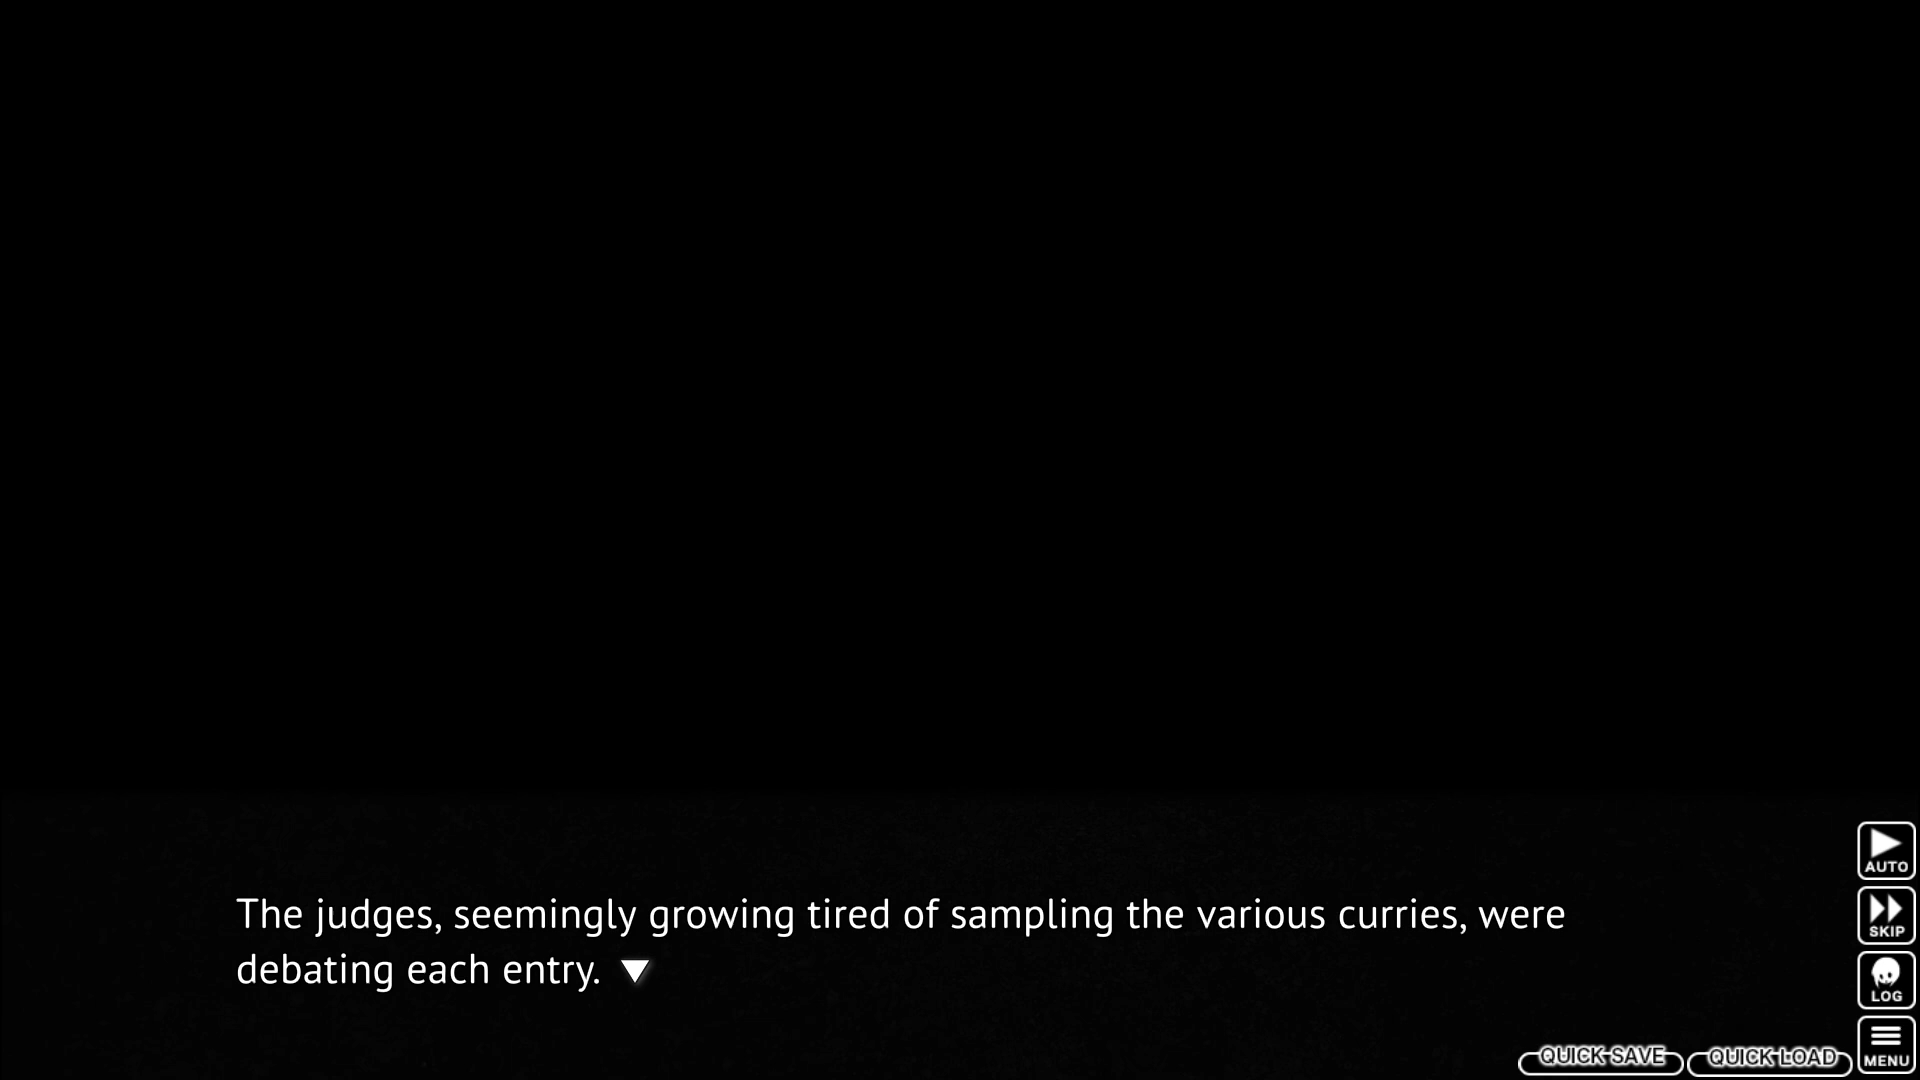 The judges, seemingly growing tired of sampling the various curries, were
debating each entry.
AUTO
SKIP
LOG
MENU
QUICK SAVE
QUICK LOAD